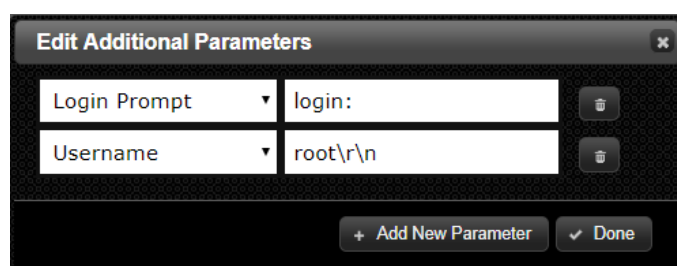 Edit Additional Parameters
Login Prompt login:
Username root\r\n
+ Add New Parameter Done